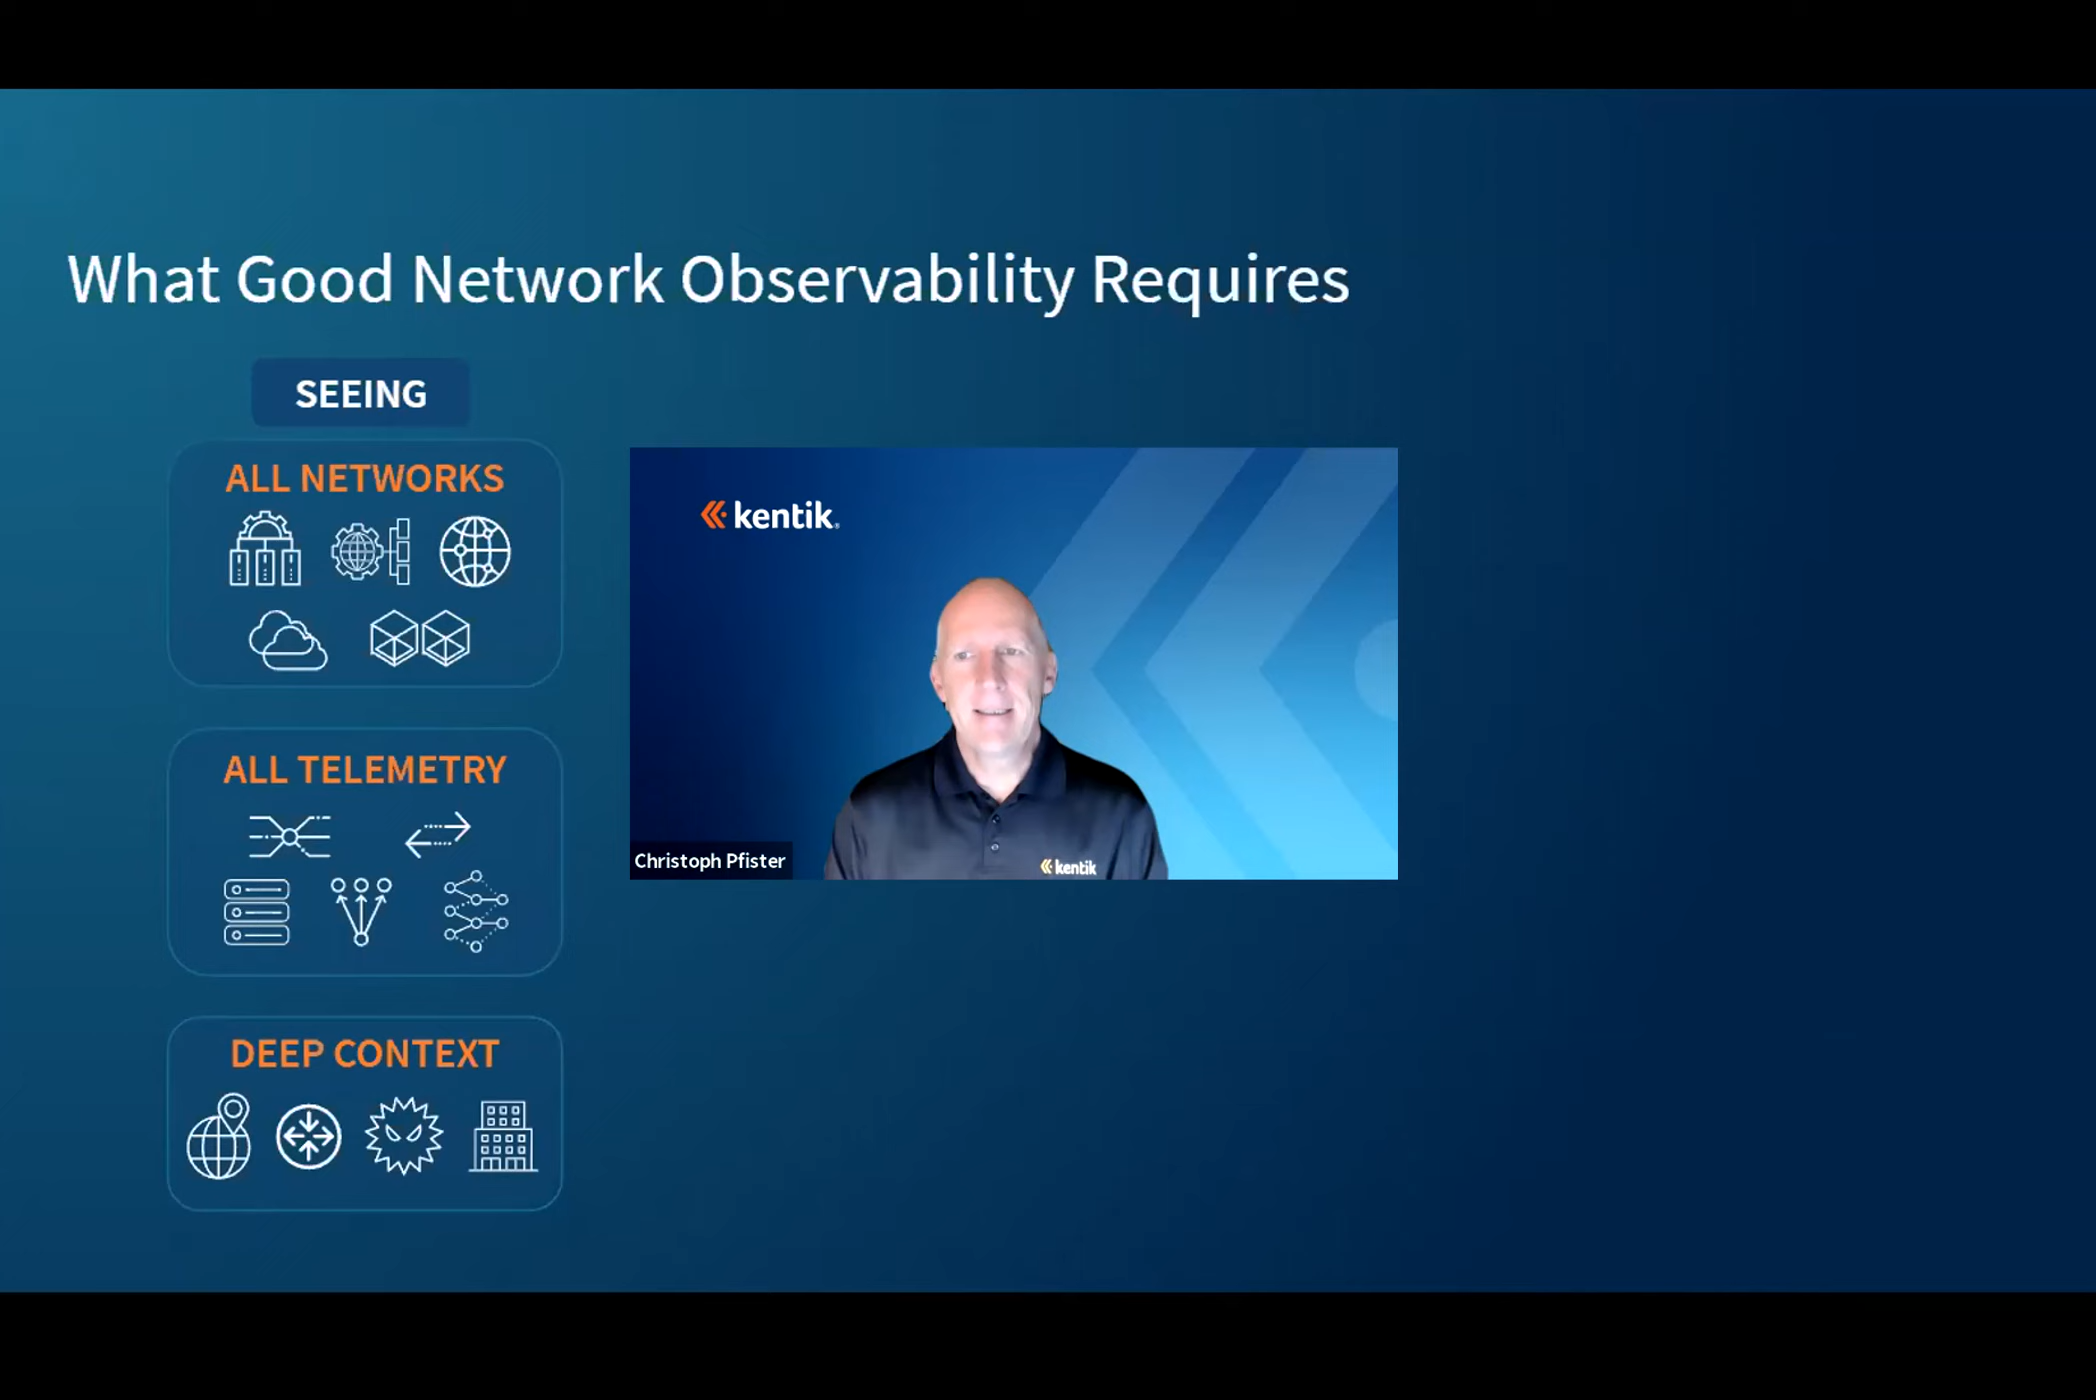 What Good Network Observability Requires
SEEING
ALL NETWORKS
ALL TELEMETRY
DEEP CONTEXT
kentik
Christoph Pfister
kentik